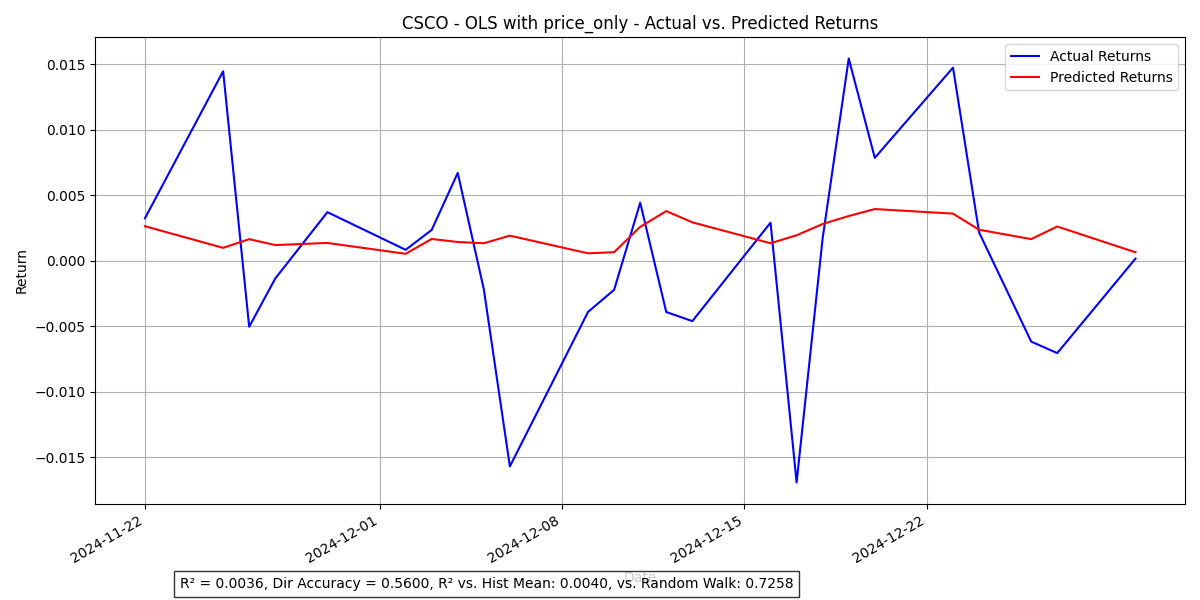 CSCO - OLS with price_only - Actual vs. Predicted Returns
Actual Returns
Predicted Returns
0.015
0.010
0.005
0.000
−0.005
−0.010
−0.015
Return
2024-11-22
2024-12-01
2024-12-08
2024-12-15
2024-12-22
Date
R² = 0.0036, Dir Accuracy = 0.5600, R² vs. Hist Mean: 0.0040, vs. Random Walk: 0.7258